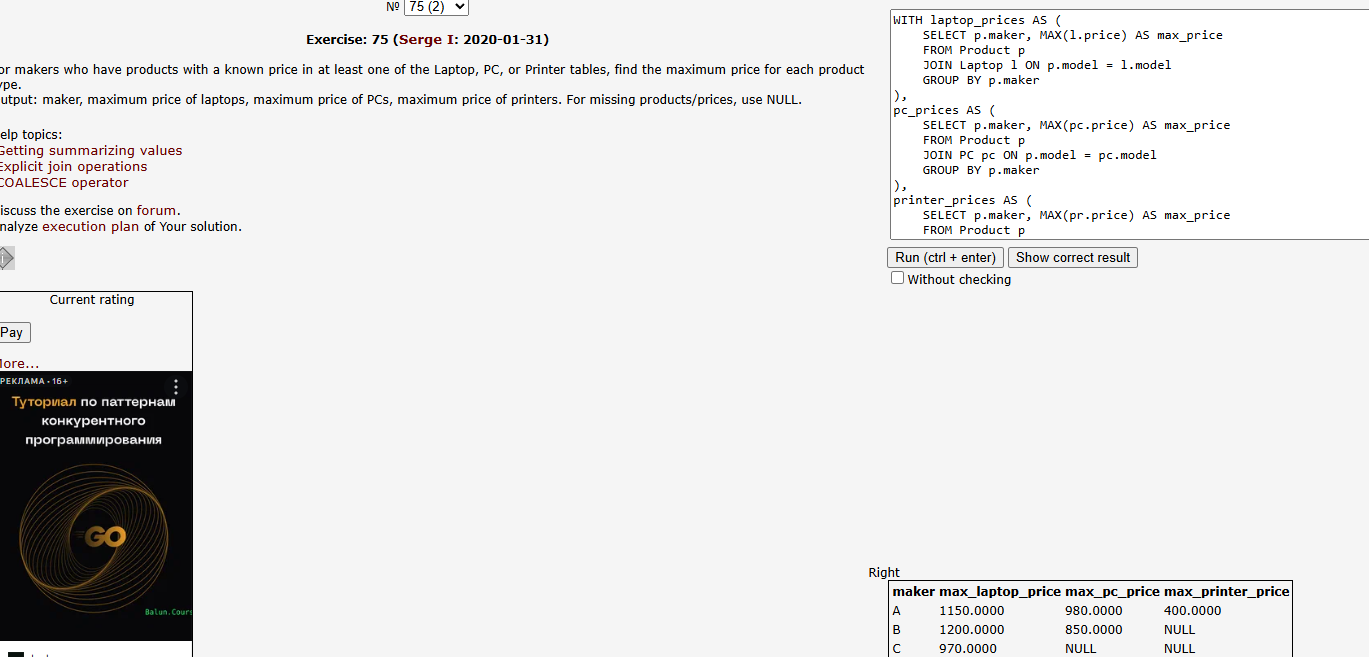 № 75 (2)
Exercise: 75 (Serge I: 2020-01-31)
or makers who have products with a known price in at least one of the Laptop, PC, or Printer tables, find the maximum price for each product
ype.
utput: maker, maximum price of laptops, maximum price of PCs, maximum price of printers. For missing products/prices, use NULL.
elp topics:
Getting summarizing values
Explicit join operations
COALESCE operator
iscuss the exercise on forum.
nalyze execution plan of Your solution.
Current rating
Pay
More...
РЕКЛАМА • 16+
Туториал по паттернам
конкурентного
программирования
GO
Balun.Cours
WITH laptop_prices AS (
    SELECT p.maker, MAX(l.price) AS max_price
    FROM Product p
    JOIN Laptop l ON p.model = l.model
    GROUP BY p.maker
),
pc_prices AS (
    SELECT p.maker, MAX(pc.price) AS max_price
    FROM Product p
    JOIN PC pc ON p.model = pc.model
    GROUP BY p.maker
),
printer_prices AS (
    SELECT p.maker, MAX(pr.price) AS max_price
    FROM Product p
Run (ctrl + enter) Show correct result
Without checking
Right
maker max_laptop_price max_pc_price max_printer_price
A 1150.0000 980.0000 400.0000
B 1200.0000 850.0000 NULL
C 970.0000 NULL NULL